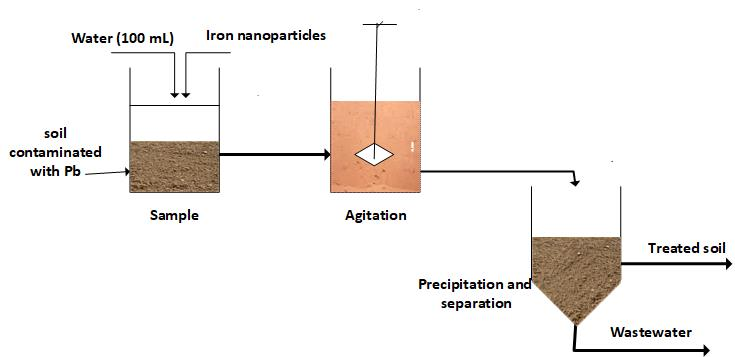 Water (100 mL)
Iron nanoparticles
soil
contaminated
with Pb
Sample
Agitation
Precipitation and
separation
Treated soil
Wastewater